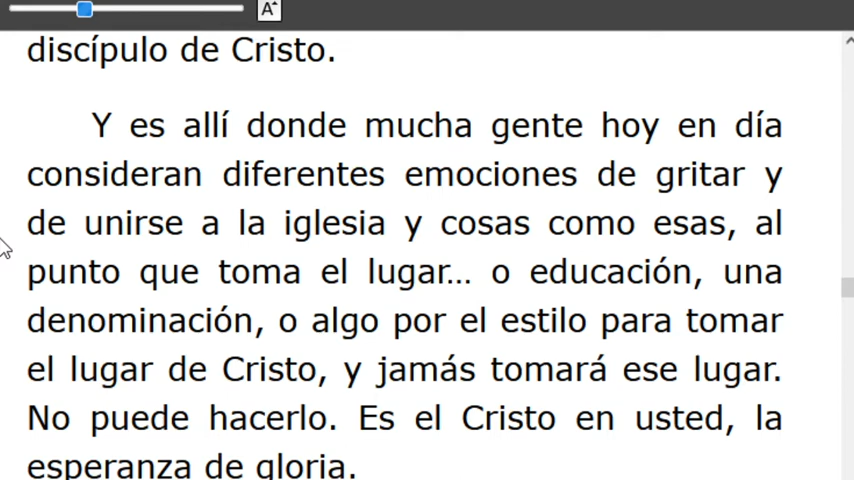 A
discípulo de Cristo.
Y es allí donde mucha gente hoy en día
consideran diferentes emociones de gritar y
de unirse a la iglesia y cosas como esas, al
punto que toma el lugar… o educación, una
denominación, o algo por el estilo para tomar
el lugar de Cristo, y jamás tomará ese lugar.
No puede hacerlo. Es el Cristo en usted, la
esperanza de gloria.